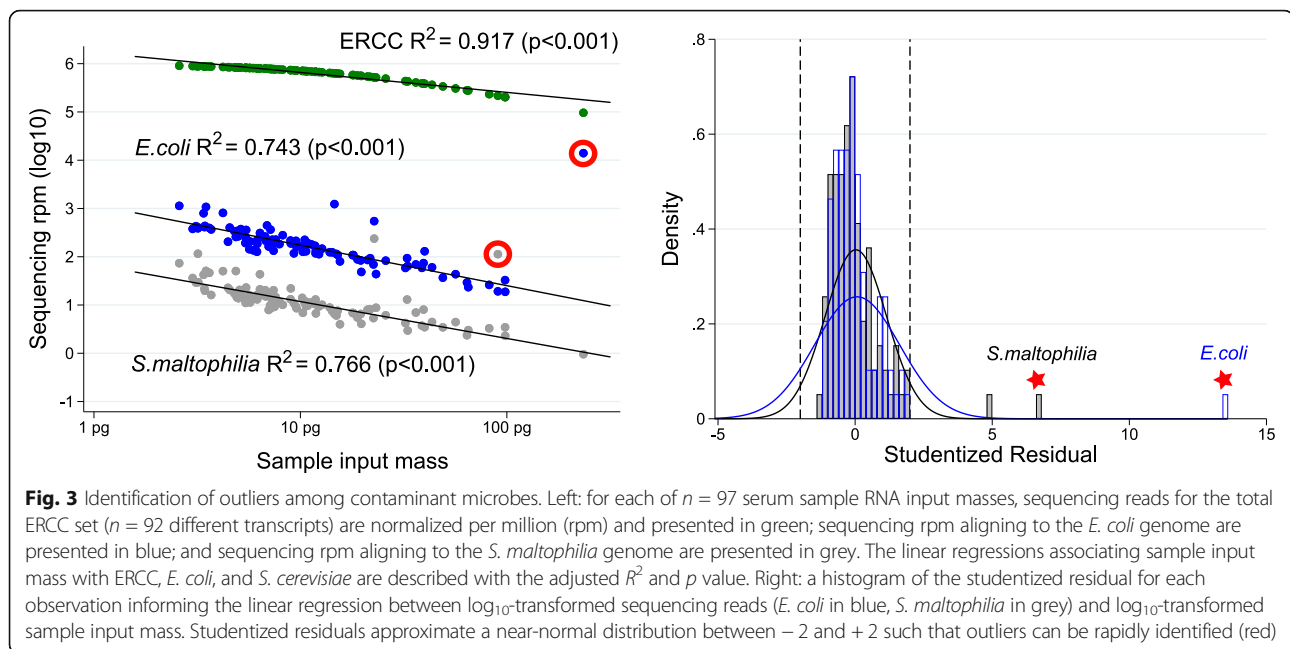 ERCC R² = 0.917 (p<0.001)
6
5
E.coli R² = 0.743 (p<0.001)
4
3
2
1
0
S.maltophilia R² = 0.766 (p<0.001)
-1
Sequencing rpm (log10)
1 pg 10 pg 100 pg
Sample input mass
.8
.6
.4
.2
0
Density
S.maltophilia E.coli
-5 0 5 10 15
Studentized Residual
Fig. 3 Identification of outliers among contaminant microbes. Left: for each of n = 97 serum sample RNA input masses, sequencing reads for the total
ERCC set (n = 92 different transcripts) are normalized per million (rpm) and presented in green; sequencing rpm aligning to the E. coli genome are
presented in blue; and sequencing rpm aligning to the S. maltophilia genome are presented in grey. The linear regressions associating sample input
mass with ERCC, E. coli, and S. cerevisiae are described with the adjusted R² and p value. Right: a histogram of the studentized residual for each
observation informing the linear regression between log₁₀-transformed sequencing reads (E. coli in blue, S. maltophilia in grey) and log₁₀-transformed
sample input mass. Studentized residuals approximate a near-normal distribution between − 2 and + 2 such that outliers can be rapidly identified (red)